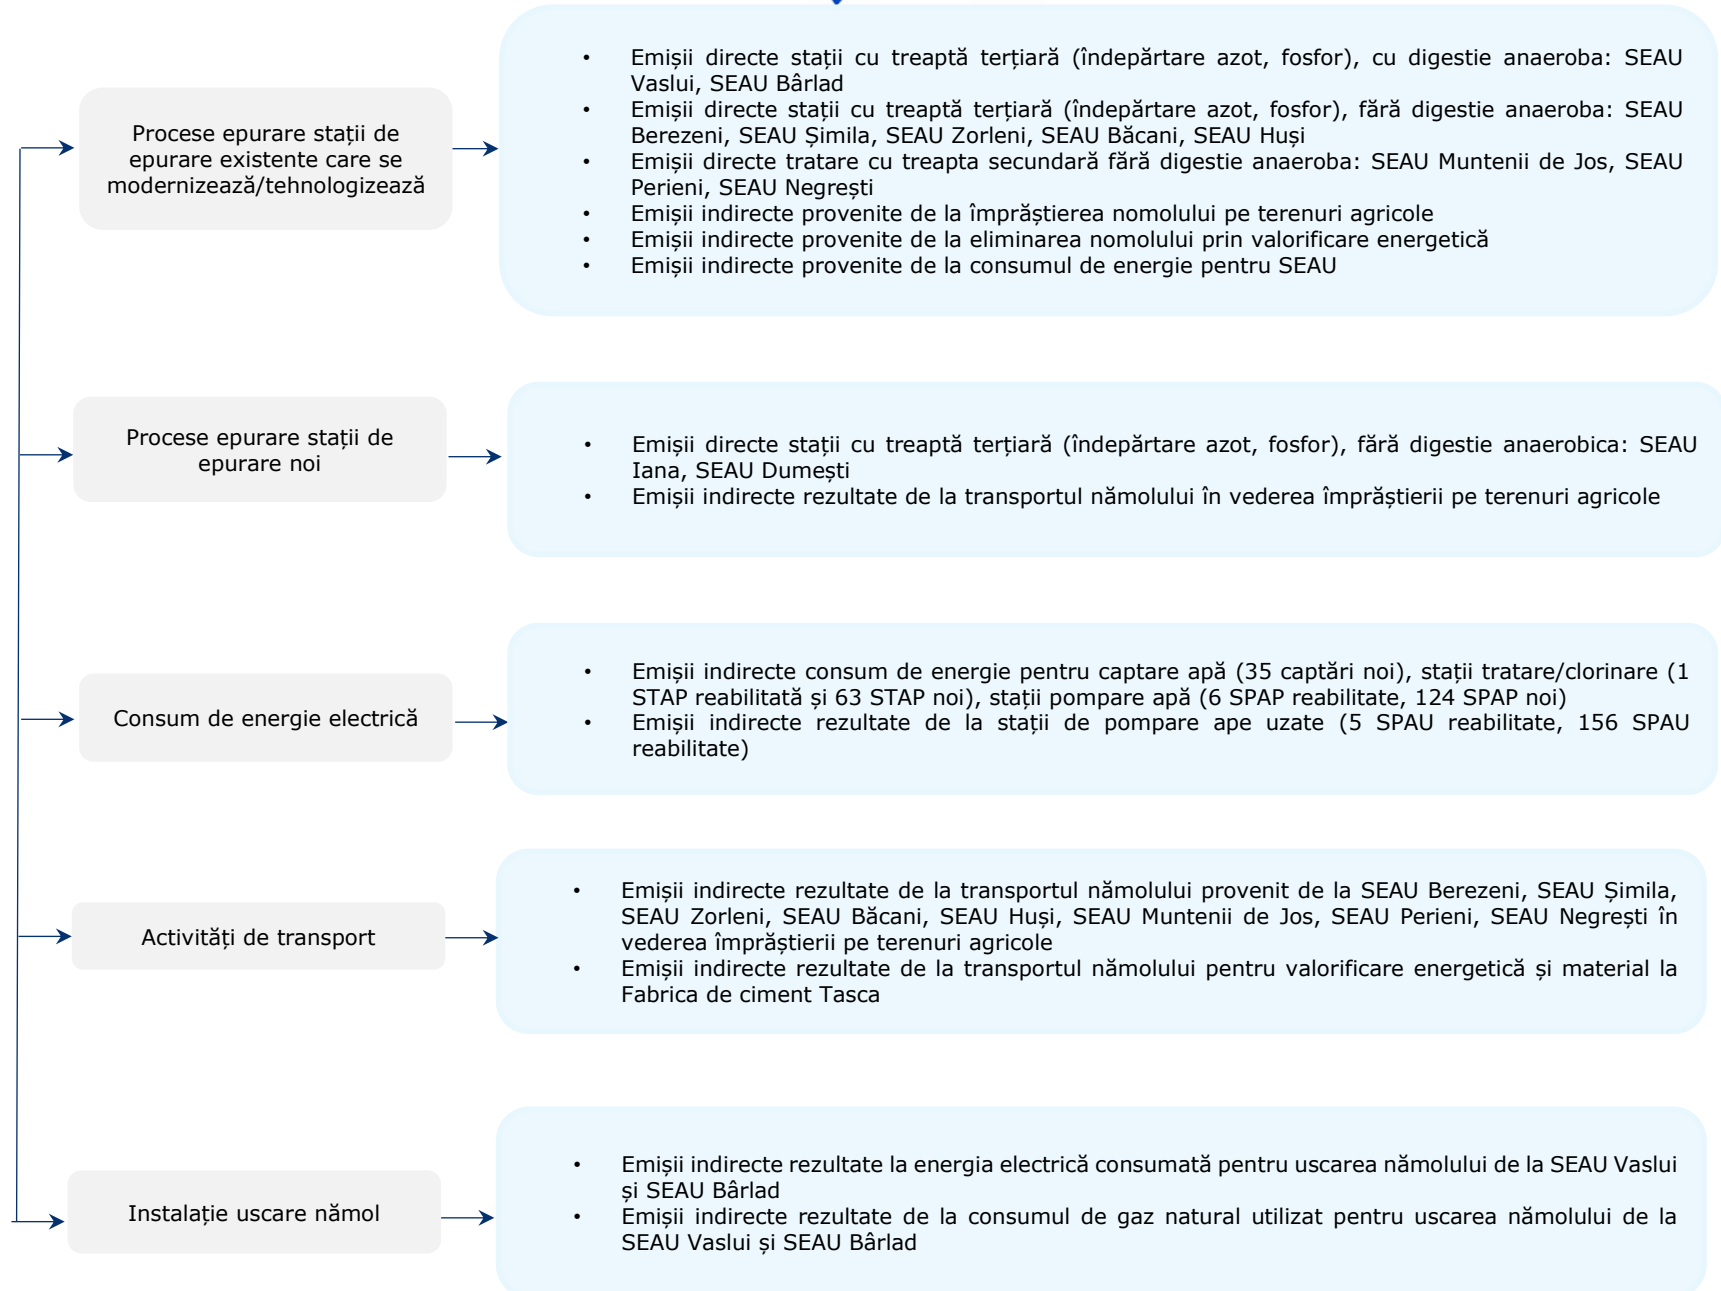 Procese epurare stații de
epurare existente care se
modernizează/tehnologizează
• Emișii directe stații cu treaptă terțiară (îndepărtare azot, fosfor), cu digestie anaeroba: SEAU
Vaslui, SEAU Bârlad
• Emișii directe stații cu treaptă terțiară (îndepărtare azot, fosfor), fără digestie anaeroba: SEAU
Berezeni, SEAU Șimila, SEAU Zorleni, SEAU Băcani, SEAU Huși
• Emișii directe tratare cu treapta secundară fără digestie anaeroba: SEAU Muntenii de Jos, SEAU
Perieni, SEAU Negrești
• Emișii indirecte provenite de la împrăștierea nomolului pe terenuri agricole
• Emișii indirecte provenite de la eliminarea nomolului prin valorificare energetică
• Emișii indirecte provenite de la consumul de energie pentru SEAU
Procese epurare stații de
epurare noi
• Emișii directe stații cu treaptă terțiară (îndepărtare azot, fosfor), fără digestie anaerobica: SEAU
Iana, SEAU Dumești
• Emișii indirecte rezultate de la transportul nămolului în vederea împrăștierii pe terenuri agricole
Consum de energie electrică
• Emișii indirecte consum de energie pentru captare apă (35 captări noi), stații tratare/clorinare (1
STAP reabilitată și 63 STAP noi), stații pompare apă (6 SPAP reabilitate, 124 SPAP noi)
• Emișii indirecte rezultate de la stații de pompare ape uzate (5 SPAU reabilitate, 156 SPAU
reabilitate)
Activități de transport
• Emișii indirecte rezultate de la transportul nămolului provenit de la SEAU Berezeni, SEAU Șimila,
SEAU Zorleni, SEAU Băcani, SEAU Huși, SEAU Muntenii de Jos, SEAU Perieni, SEAU Negrești în
vederea împrăștierii pe terenuri agricole
• Emișii indirecte rezultate de la transportul nămolului pentru valorificare energetică și material la
Fabrica de ciment Tasca
Instalație uscare nămol
• Emișii indirecte rezultate la energia electrică consumată pentru uscarea nămolului de la SEAU Vaslui
și SEAU Bârlad
• Emișii indirecte rezultate de la consumul de gaz natural utilizat pentru uscarea nămolului de la
SEAU Vaslui și SEAU Bârlad